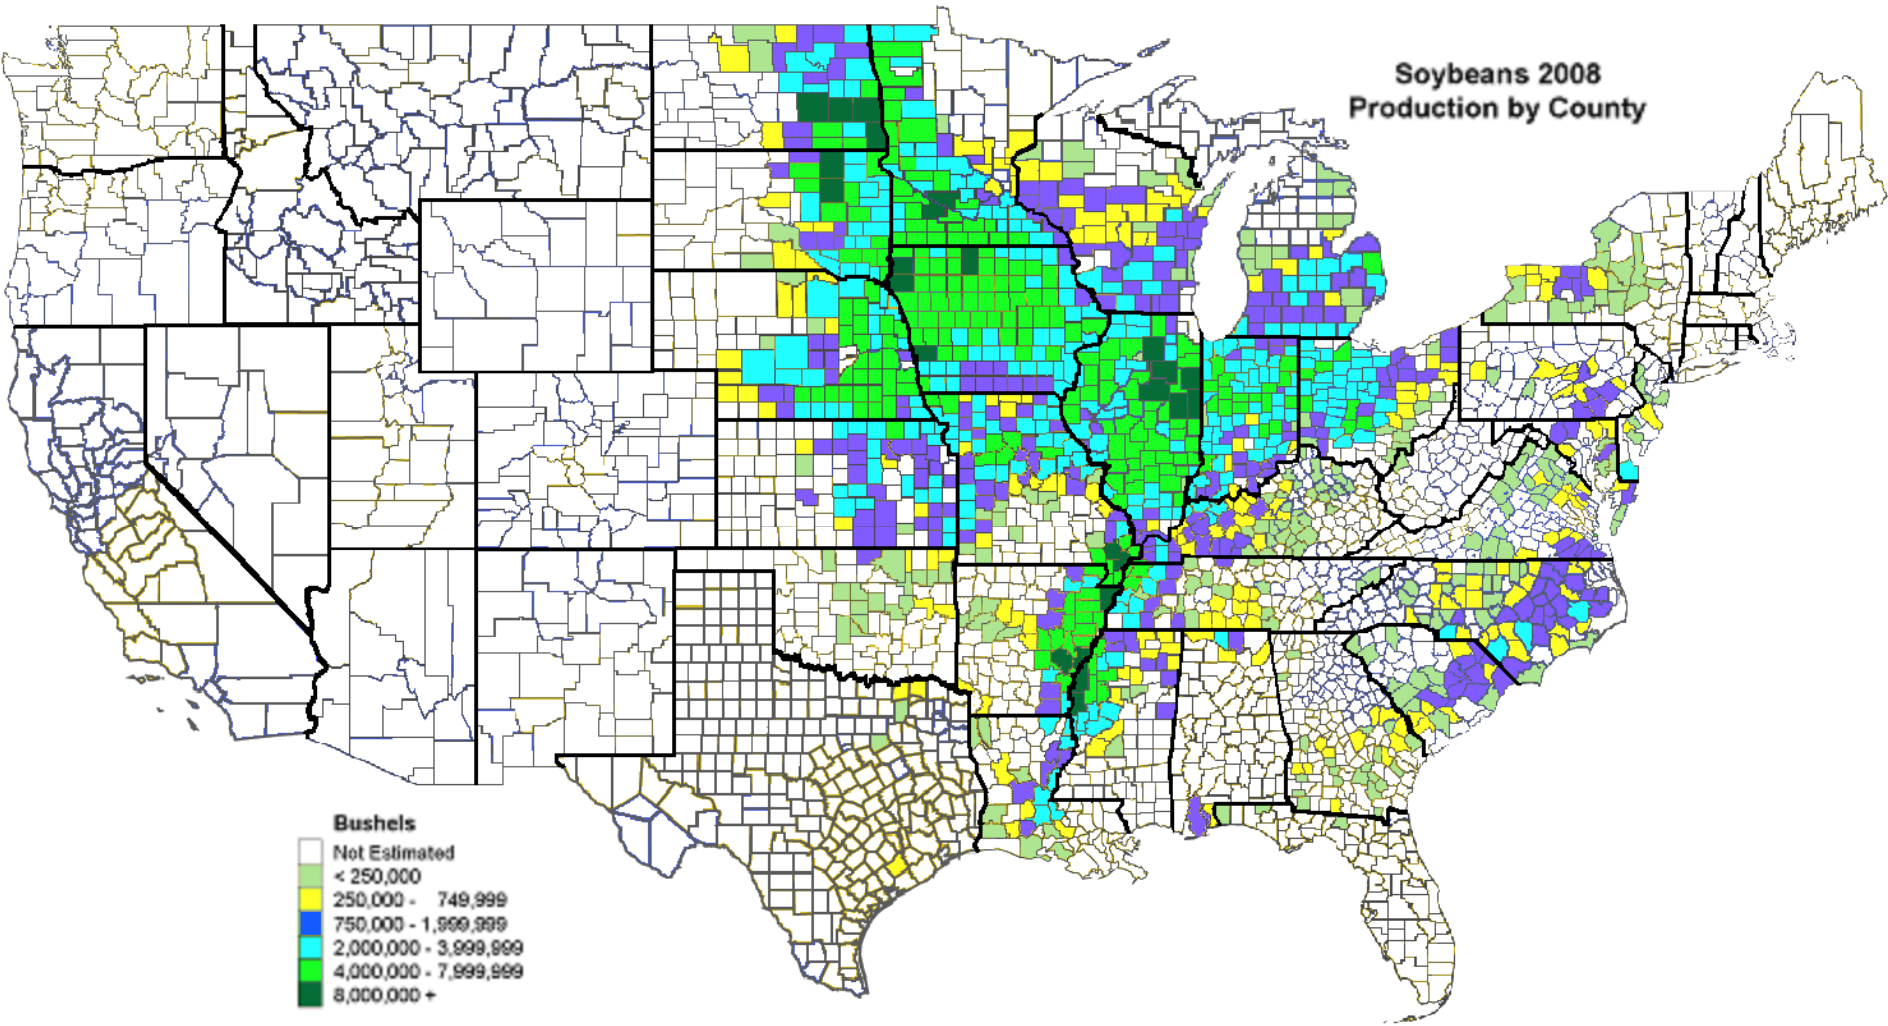 Soybeans 2008
Production by County
Bushels
Not Estimated
< 250,000
250,000 - 749,999
750,000 - 1,999,999
2,000,000 - 3,999,999
4,000,000 - 7,999,999
8,000,000 +